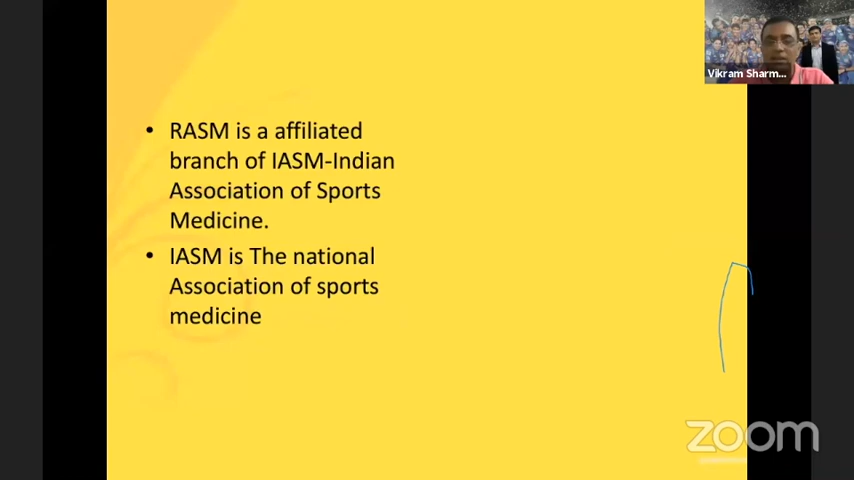 Vikram Sharm...
• RASM is a affiliated
branch of IASM-Indian
Association of Sports
Medicine.
• IASM is The national
Association of sports
medicine
zoom